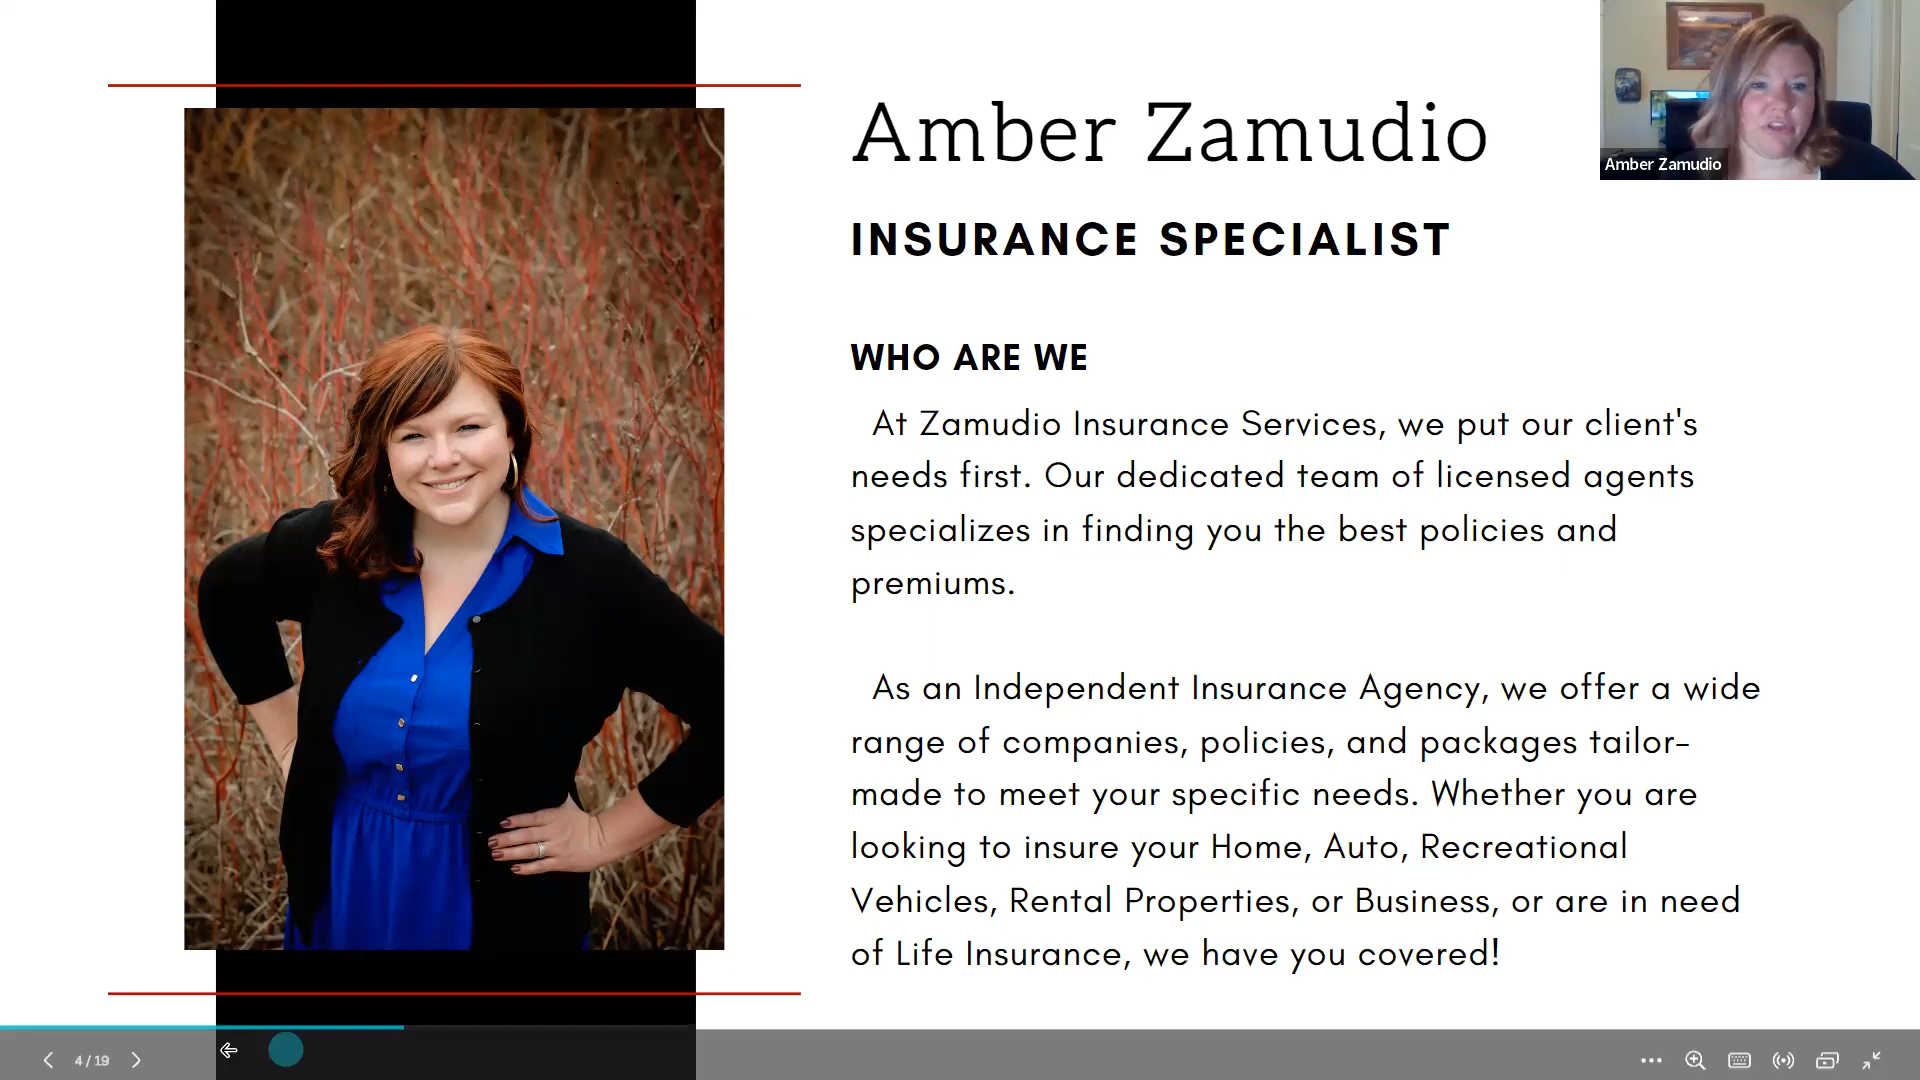 Amber Zamudio
INSURANCE SPECIALIST
WHO ARE WE
At Zamudio Insurance Services, we put our client's
needs first. Our dedicated team of licensed agents
specializes in finding you the best policies and
premiums.
As an Independent Insurance Agency, we offer a wide
range of companies, policies, and packages tailor-
made to meet your specific needs. Whether you are
looking to insure your Home, Auto, Recreational
Vehicles, Rental Properties, or Business, or are in need
of Life Insurance, we have you covered!
Amber Zamudio
4 / 19